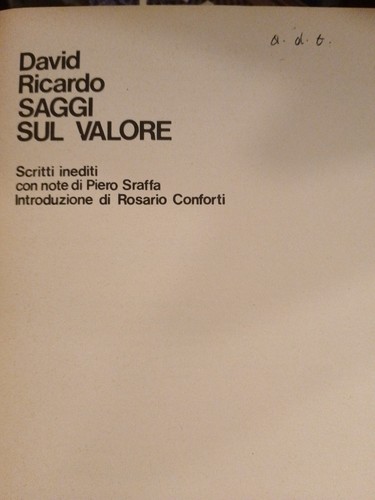 a. d. t.
David
Ricardo
SAGGI
SUL VALORE
Scritti inediti
con note di Piero Sraffa
Introduzione di Rosario Conforti